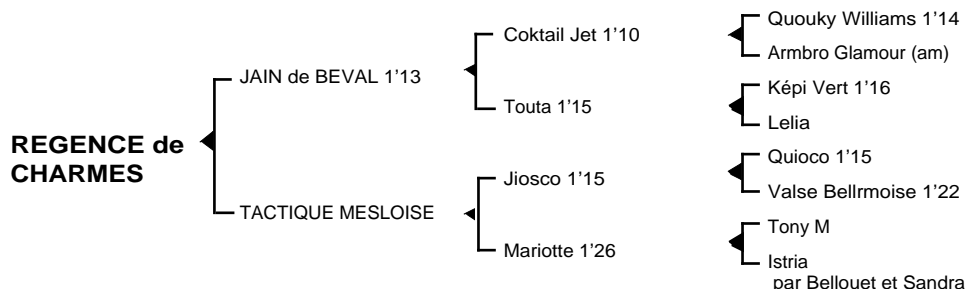 REGENCE de
CHARMES
JAIN de BEVAL 1'13
TACTIQUE MESLOISE
Coktail Jet 1'10
Touta 1'15
Jiosco 1'15
Mariotte 1'26
Quouky Williams 1'14
Armbro Glamour (am)
Képi Vert 1'16
Lelia
Quioco 1'15
Valse Bellrmoise 1'22
Tony M
Istria
par Bellouet et Sandra